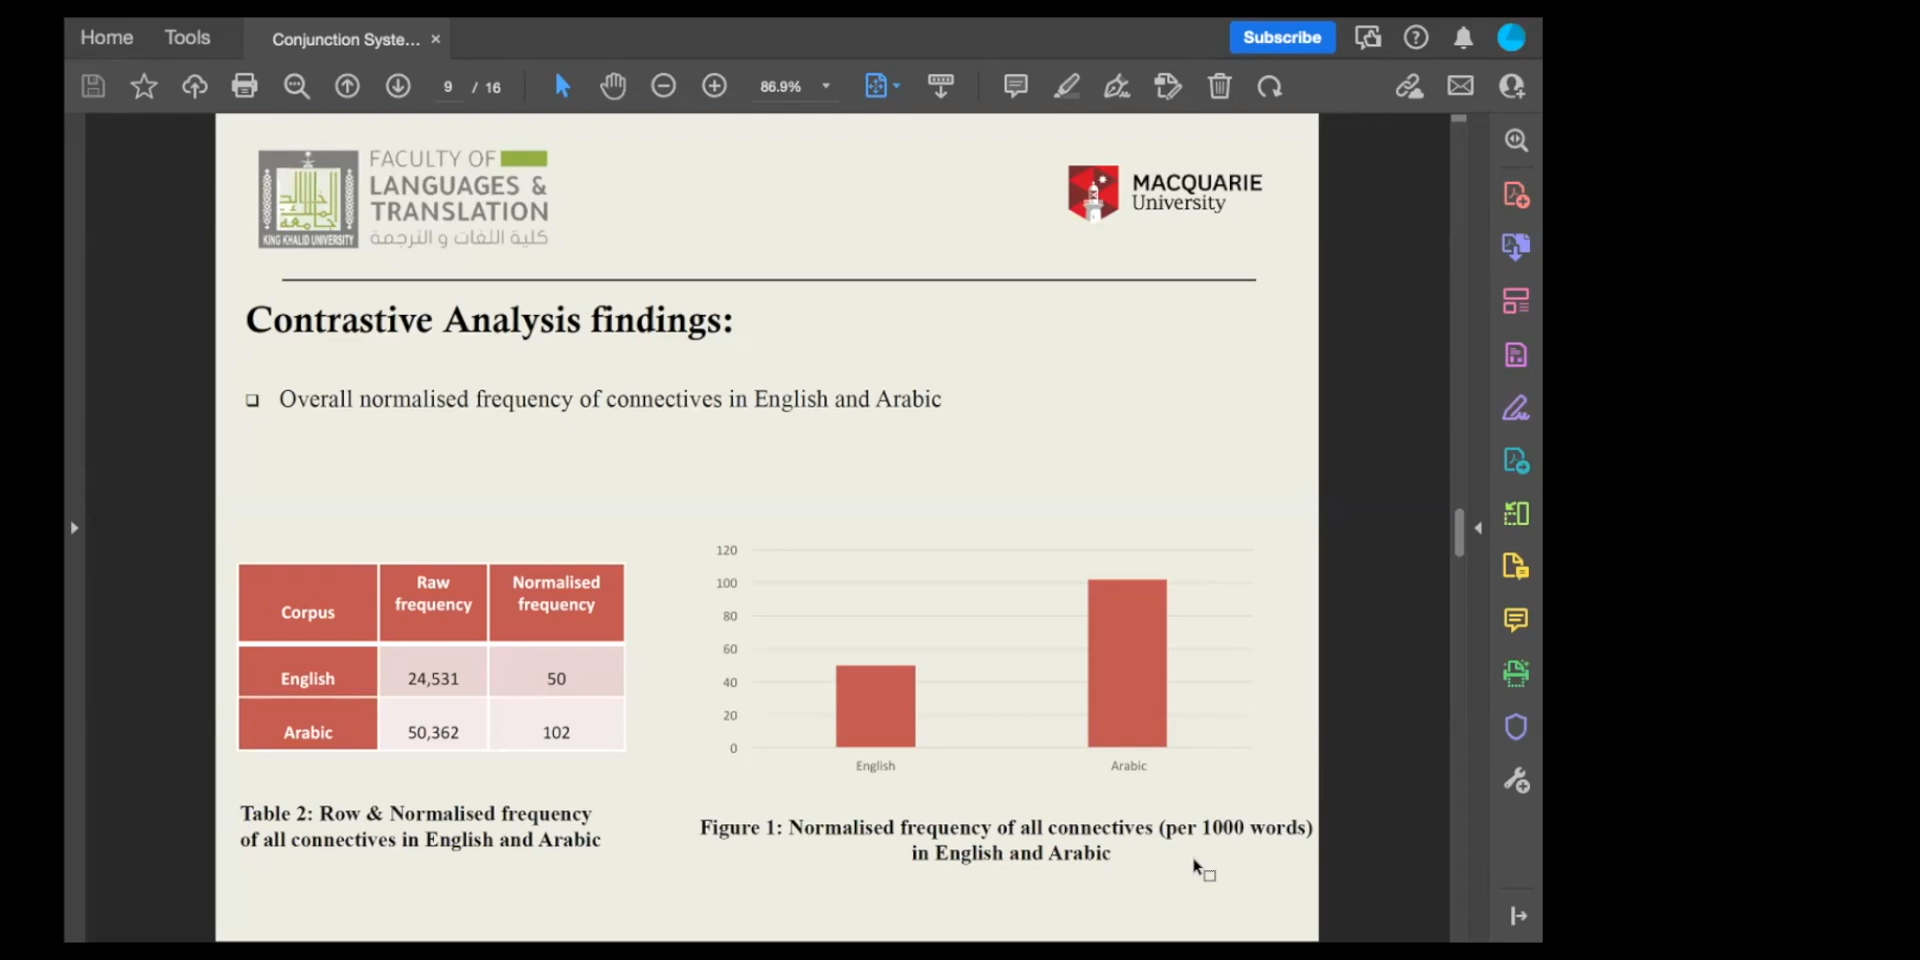 Home Tools Conjunction Syste... × Subscribe
9 / 16 86.9%
FACULTY OF
LANGUAGES &
TRANSLATION
كلية اللغات و الترجمة
جامعة
الملك
خالد
KING KHALID UNIVERSITY
MACQUARIE
University
Contrastive Analysis findings:
Overall normalised frequency of connectives in English and Arabic
Corpus Raw frequency Normalised frequency
English 24,531 50
Arabic 50,362 102
Table 2: Row & Normalised frequency
of all connectives in English and Arabic
120
100
80
60
40
20
0
English Arabic
Figure 1: Normalised frequency of all connectives (per 1000 words)
in English and Arabic